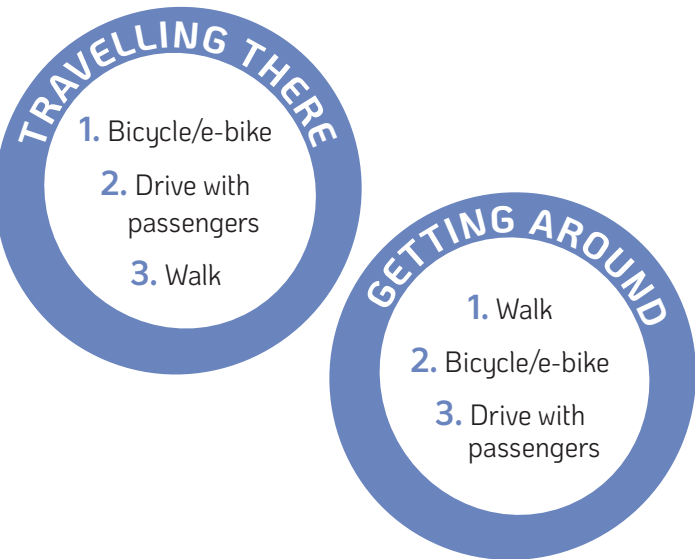 TRAVELLING THERE
1. Bicycle/e-bike
2. Drive with
passengers
3. Walk
GETTING AROUND
1. Walk
2. Bicycle/e-bike
3. Drive with
passengers